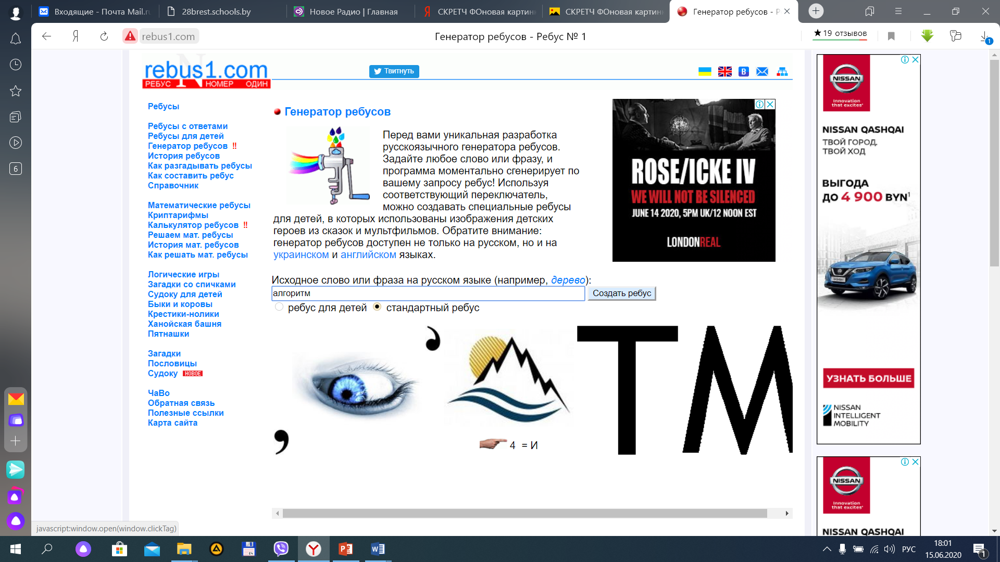 Входящие - Почта Mail.ru
28brest.schools.by
Новое Радио | Главная
СКРЕТЧ ФОновая картин
СКРЕТЧ ФОновая картин
Генератор ребусов - Р
rebus1.com
Генератор ребусов - Ребус № 1
★19 отзывов
1
6
rebus1.com
РЕБУС N НОМЕР ОДИН
Твитнуть
B
Ребусы
Ребусы с ответами
Ребусы для детей
Генератор ребусов !!
История ребусов
Как разгадывать ребусы
Как составить ребус
Справочник
Математические ребусы
Криптарифмы
Калькулятор ребусов !!
Решаем мат. ребусы
История мат. ребусов
Как решать мат. ребусы
Логические игры
Загадки со спичками
Судоку для детей
Быки и коровы
Крестики-нолики
Ханойская башня
Пятнашки
Загадки
Пословицы
Судоку НОВОЕ
ЧаВо
Обратная связь
Полезные ссылки
Карта сайта
Генератор ребусов
Перед вами уникальная разработка
русскоязычного генератора ребусов.
Задайте любое слово или фразу, и
программа моментально сгенерирует по
вашему запросу ребус! Используя
соответствующий переключатель,
можно создавать специальные ребусы
для детей, в которых использованы изображения детских
героев из сказок и мультфильмов. Обратите внимание:
генератор ребусов доступен не только на русском, но и на
украинском и английском языках.
Исходное слово или фраза на русском языке (например, дерево):
алгоритм
Создать ребус
ребус для детей стандартный ребус
,
,
ТМ
4 = И
ROSE/ICKE IV
WE WILL NOT BE SILENCED
JUNE 14 2020, 5PM UK/12 NOON EST
LONDONREAL
NISSAN
Innovation
that excites'
NISSAN QASHQAI
ТВОЙ ГОРОД,
ТВОЙ ХОД
ВЫГОДА
ДО 4 900 BYN1
УЗНАТЬ БОЛЬШЕ
NISSAN
INTELLIGENT
MOBILITY
NISSAN
Innovation
that excites'
NISSAN QASHQAI
javascript:window.open(window.clickTag)
64
РУС
18:01
15.06.2020
1